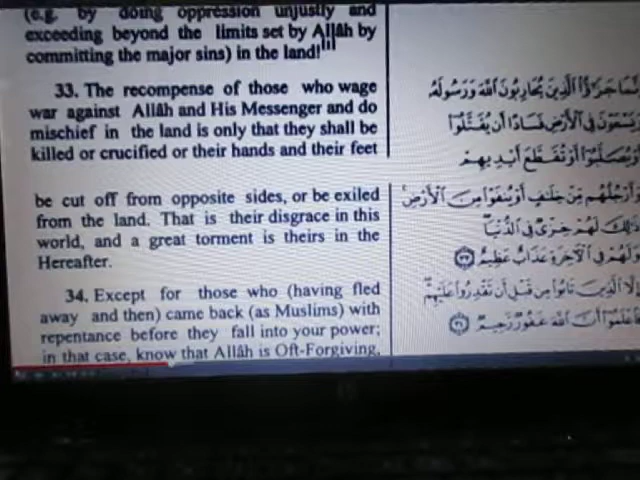 (e.g. by doing oppression unjustly and
exceeding beyond the limits set by Allâh by
committing the major sins) in the land![1]
33. The recompense of those who wage
war against Allâh and His Messenger and do
mischief in the land is only that they shall be
killed or crucified or their hands and their feet
be cut off from opposite sides, or be exiled
from the land. That is their disgrace in this
world, and a great torment is theirs in the
Hereafter.
34. Except for those who (having fled
away and then) came back (as Muslims) with
repentance before they fall into your power;
in that case, know that Allâh is Oft-Forgiving,
إِنَّمَا جَزَٰٓؤُا۟ ٱلَّذِينَ يُحَارِبُونَ ٱللَّهَ وَرَسُولَهُۥ
وَيَسْعَوْنَ فِى ٱلْأَرْضِ فَسَادًا أَن يُقَتَّلُوٓا۟
أَوْ يُصَلَّبُوٓا۟ أَوْ تُقَطَّعَ أَيْدِيهِمْ
وَأَرْجُلُهُم مِّنْ خِلَٰفٍ أَوْ يُنفَوْا۟ مِنَ ٱلْأَرْضِ
ذَٰلِكَ لَهُمْ خِزْىٌ فِى ٱلدُّنْيَا
وَلَهُمْ فِى ٱلْـَٔاخِرَةِ عَذَابٌ عَظِيمٌ ٣٣
إِلَّا ٱلَّذِينَ تَابُوا۟ مِن قَبْلِ أَن تَقْدِرُوا۟ عَلَيْهِمْ
فَٱعْلَمُوٓا۟ أَنَّ ٱللَّهَ غَفُورٌ رَّحِيمٌ ٣٤